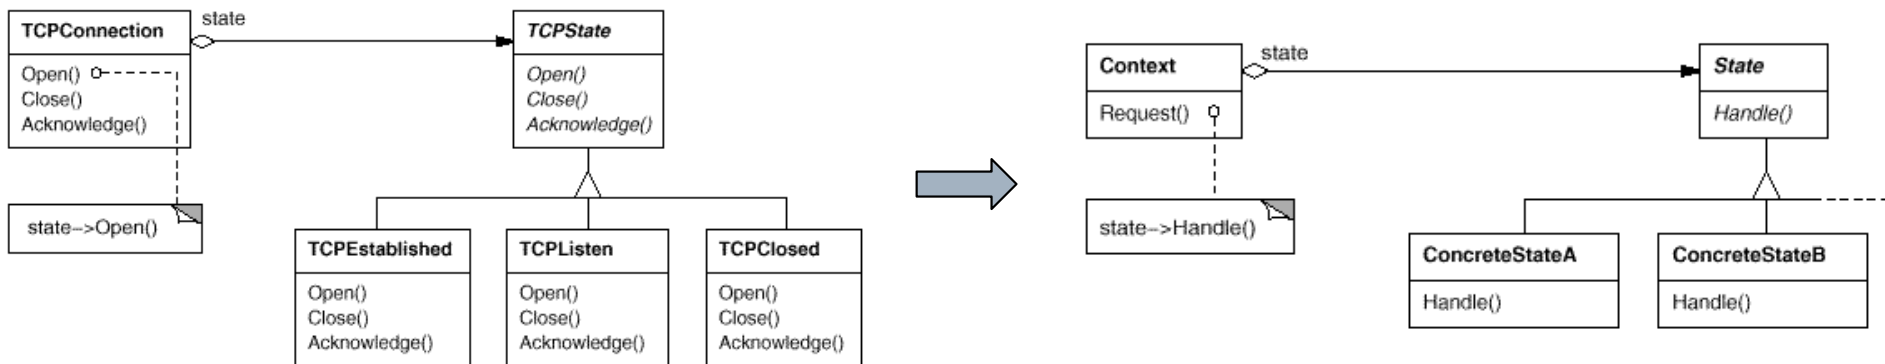 TCPConnection
Open()
Close()
Acknowledge()
state
TCPState
Open()
Close()
Acknowledge()
state->Open()
TCPEstablished
Open()
Close()
Acknowledge()
TCPListen
Open()
Close()
Acknowledge()
TCPClosed
Open()
Close()
Acknowledge()
Context
Request()
state
State
Handle()
state->Handle()
ConcreteStateA
Handle()
ConcreteStateB
Handle()